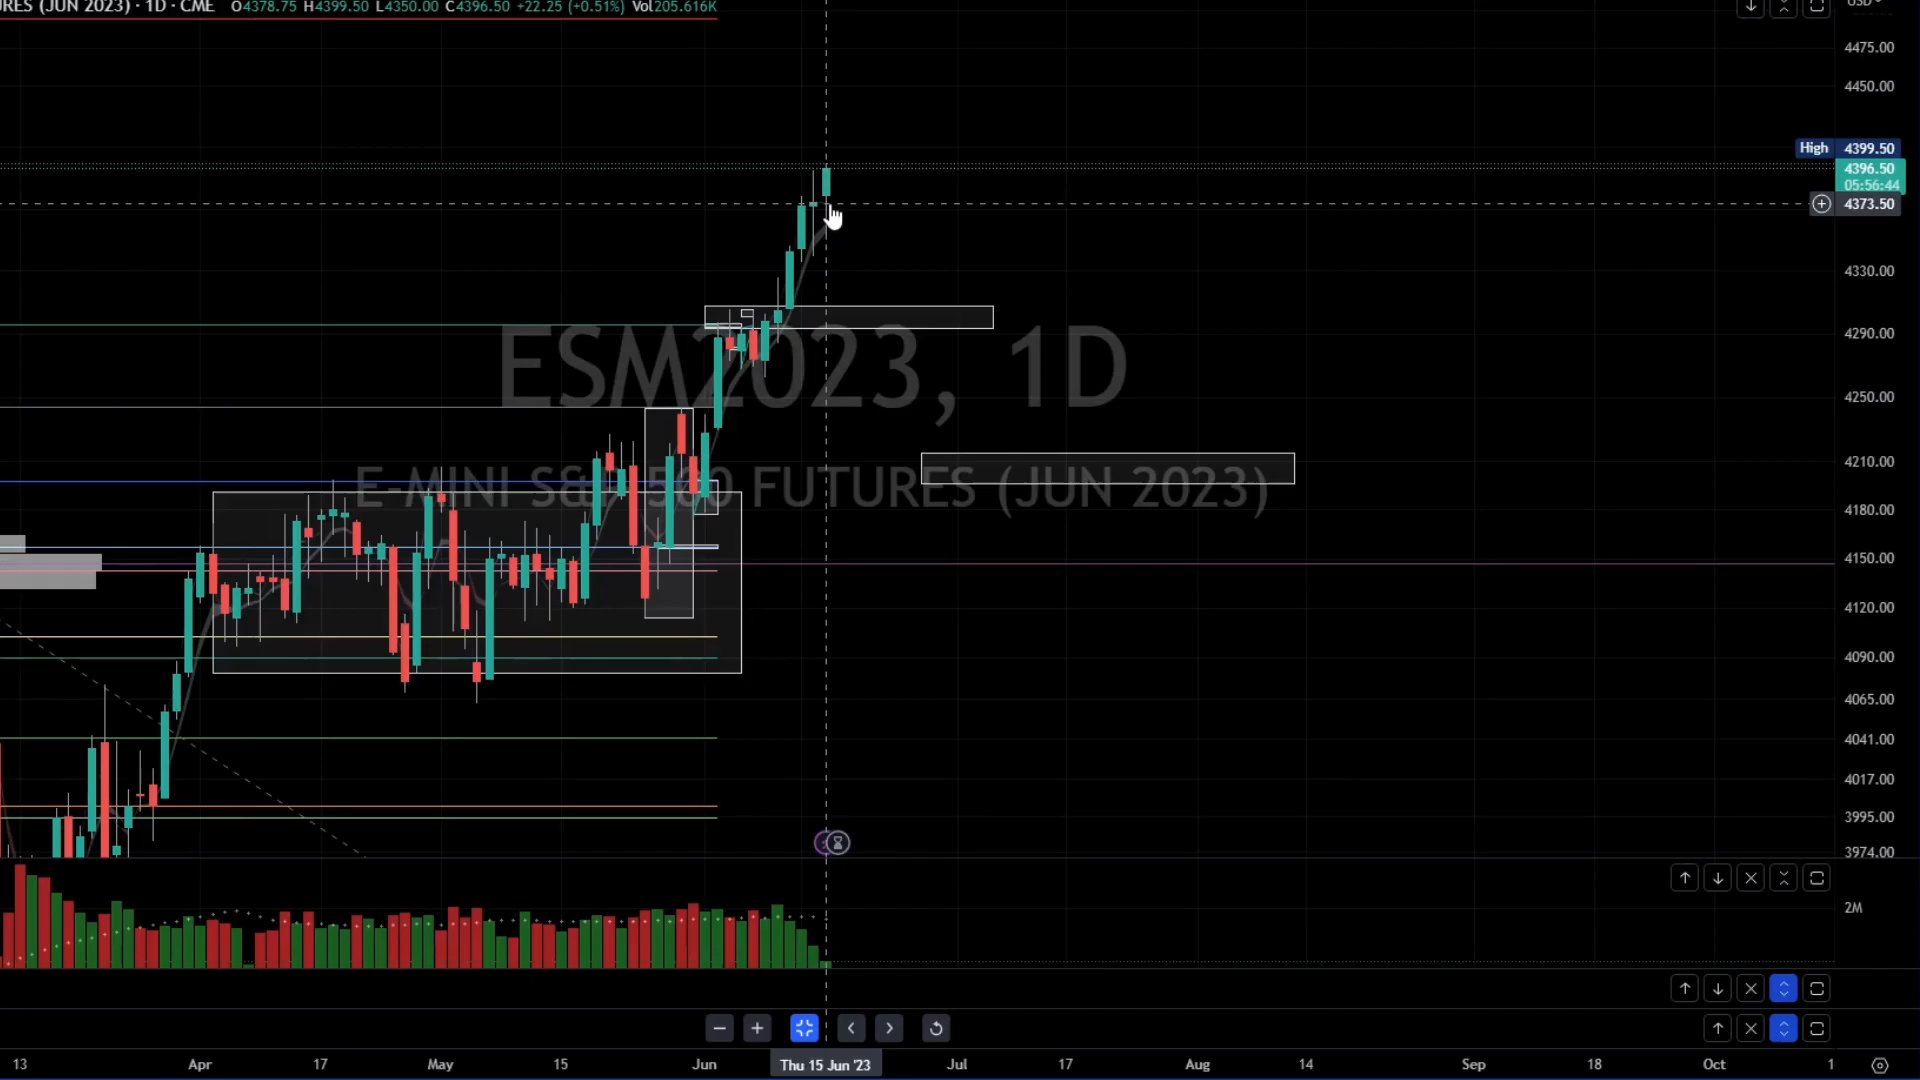 RES (JUN 2023) · 1D · CME O4378.75 H4399.50 L4350.00 C4396.50 +22.25 (+0.51%) Vol205.616K
USD
4475.00
4450.00
High 4399.50
4396.50
05:56:44
4373.50
4330.00
4290.00
4250.00
4210.00
4180.00
4150.00
4120.00
4090.00
4065.00
4041.00
4017.00
3995.00
3974.00
ESM2023, 1D
E-MINI S&P 500 FUTURES (JUN 2023)
2M
13 Apr 17 May 15 Jun Thu 15 Jun '23 Jul 17 Aug 14 Sep 18 Oct 1